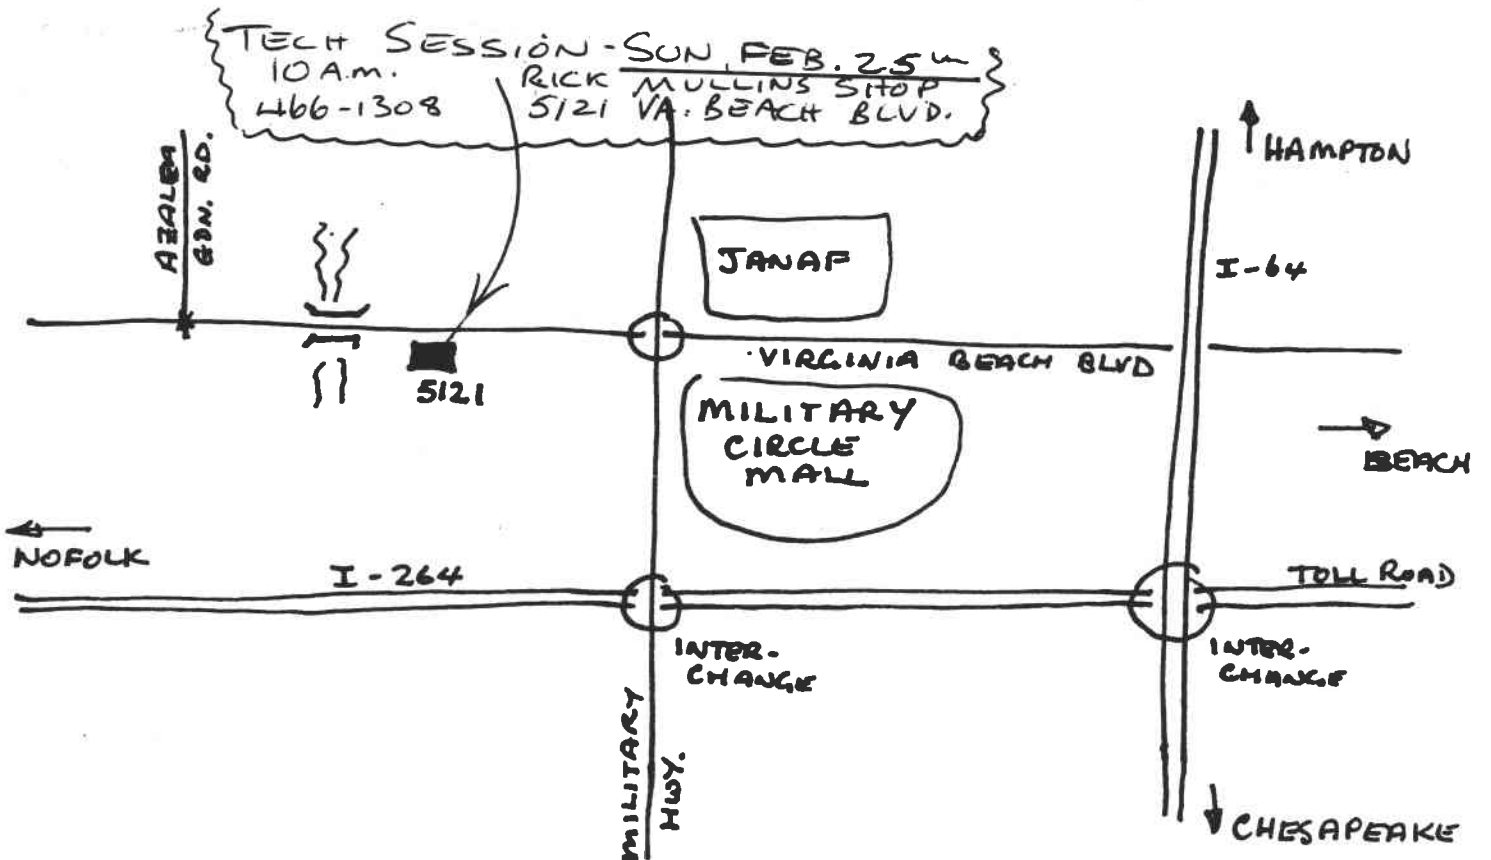 TECH SESSION - SUN, FEB. 25th
10 A.M. RICK MULLINS SHOP
466-1308 5121 VA. BEACH BLVD.
AZALEA
GDN. RD.
HAMPTON
I-64
JANAF
VIRGINIA BEACH BLVD
5121
MILITARY
CIRCLE
MALL
BEACH
NOFOLK
I-264
TOLL ROAD
INTER-
CHANGE
INTER-
CHANGE
MILITARY
HWY.
CHESAPEAKE